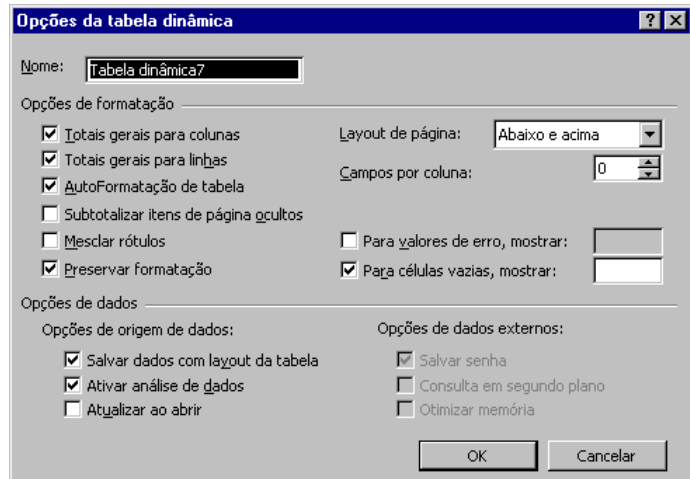 Opções da tabela dinâmica
Nome: Tabela dinâmica7
Opções de formatação
Totais gerais para colunas
Totais gerais para linhas
AutoFormatação de tabela
Subtotalizar itens de página ocultos
Mesclar rótulos
Preservar formatação
Layout de página: Abaixo e acima
Campos por coluna: 0
Para valores de erro, mostrar:
Para células vazias, mostrar:
Opções de dados
Opções de origem de dados:
Salvar dados com layout da tabela
Ativar análise de dados
Atualizar ao abrir
Opções de dados externos:
Salvar senha
Consulta em segundo plano
Otimizar memória
OK Cancelar